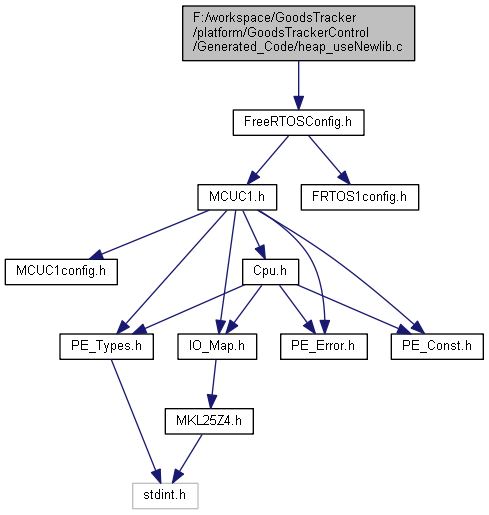 F:/workspace/GoodsTracker
/platform/GoodsTrackerControl
/Generated_Code/heap_useNewlib.c
FreeRTOSConfig.h
MCUC1.h
FRTOS1config.h
MCUC1config.h
Cpu.h
PE_Types.h
IO_Map.h
PE_Error.h
PE_Const.h
MKL25Z4.h
stdint.h